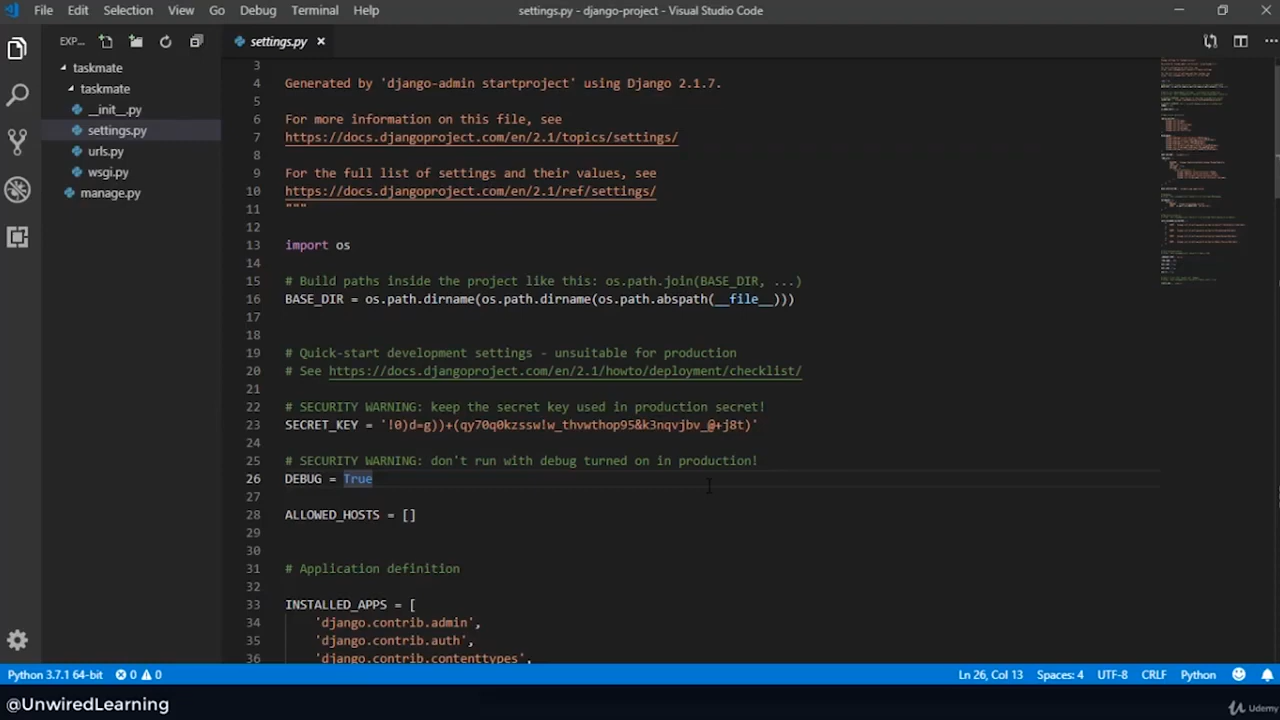 File Edit Selection View Go Debug Terminal Help
settings.py - django-project - Visual Studio Code
EXP...
settings.py ×
taskmate
taskmate
__init__.py
settings.py
urls.py
wsgi.py
manage.py
3
4 Generated by 'django-admin startproject' using Django 2.1.7.
5
6 For more information on this file, see
7 https://docs.djangoproject.com/en/2.1/topics/settings/
8
9 For the full list of settings and their values, see
10 https://docs.djangoproject.com/en/2.1/ref/settings/
11 """
12
13 import os
14
15 # Build paths inside the project like this: os.path.join(BASE_DIR, ...)
16 BASE_DIR = os.path.dirname(os.path.dirname(os.path.abspath(__file__)))
17
18
19 # Quick-start development settings - unsuitable for production
20 # See https://docs.djangoproject.com/en/2.1/howto/deployment/checklist/
21
22 # SECURITY WARNING: keep the secret key used in production secret!
23 SECRET_KEY = '!0)d=g))+(qy70q0kzssw!w_thvwthop95&k3nqvjbv_@+j8t)'
24
25 # SECURITY WARNING: don't run with debug turned on in production!
26 DEBUG = True
27
28 ALLOWED_HOSTS = []
29
30
31 # Application definition
32
33 INSTALLED_APPS = [
34 'django.contrib.admin',
35 'django.contrib.auth',
36 'django.contrib.contenttypes',
Python 3.7.1 64-bit 0 0 Ln 26, Col 13 Spaces: 4 UTF-8 CRLF Python
@UnwiredLearning
Udemy